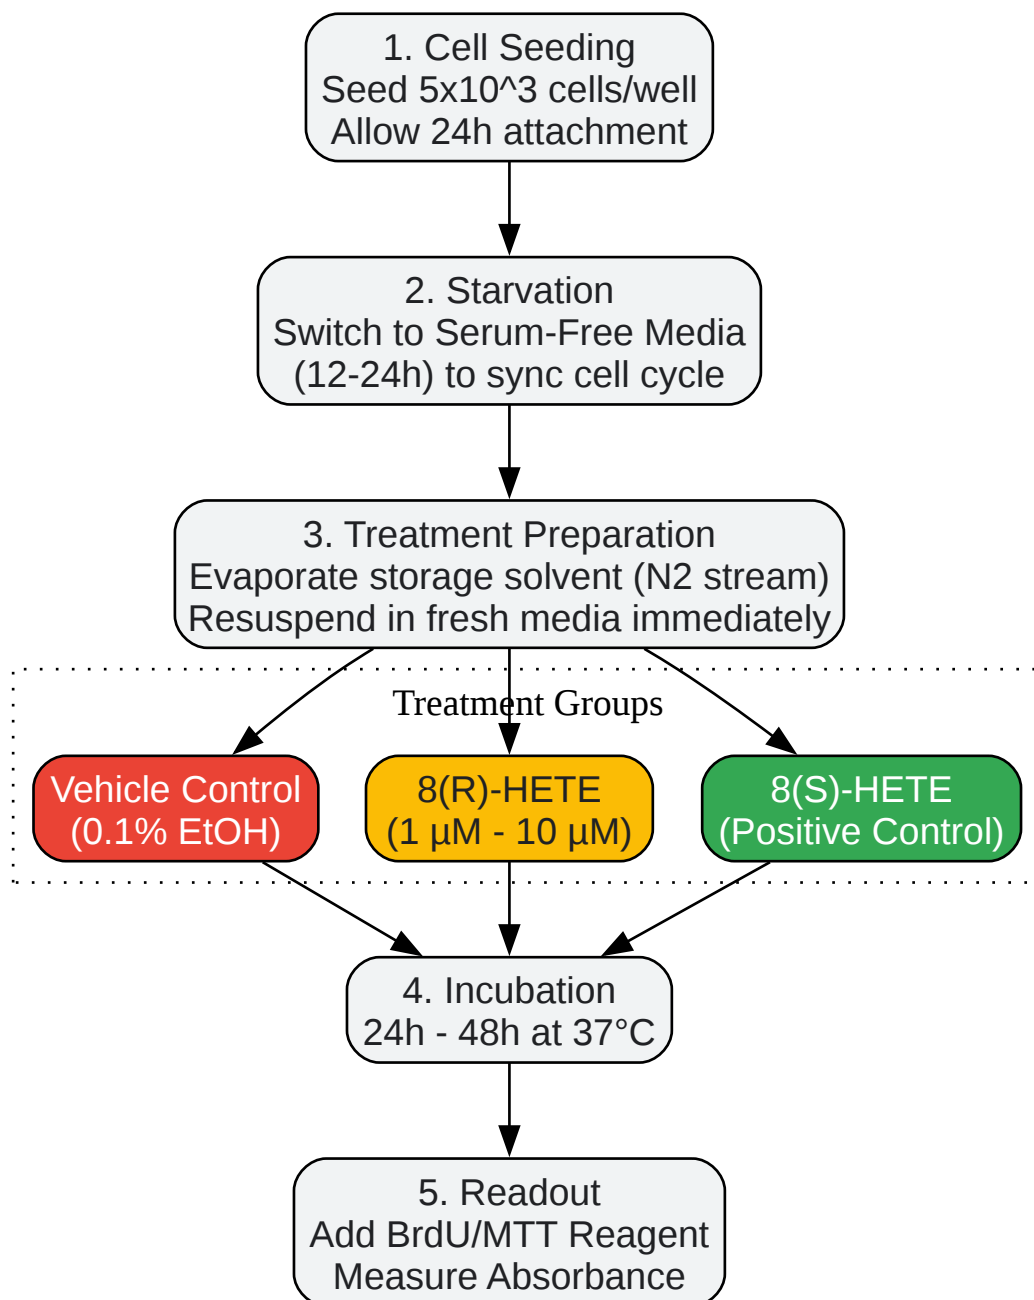 1. Cell Seeding
Seed 5x10^3 cells/well
Allow 24h attachment
2. Starvation
Switch to Serum-Free Media
(12-24h) to sync cell cycle
3. Treatment Preparation
Evaporate storage solvent (N2 stream)
Resuspend in fresh media immediately
Treatment Groups
Vehicle Control
(0.1% EtOH)
8(R)-HETE
(1 µM - 10 µM)
8(S)-HETE
(Positive Control)
4. Incubation
24h - 48h at 37°C
5. Readout
Add BrdU/MTT Reagent
Measure Absorbance